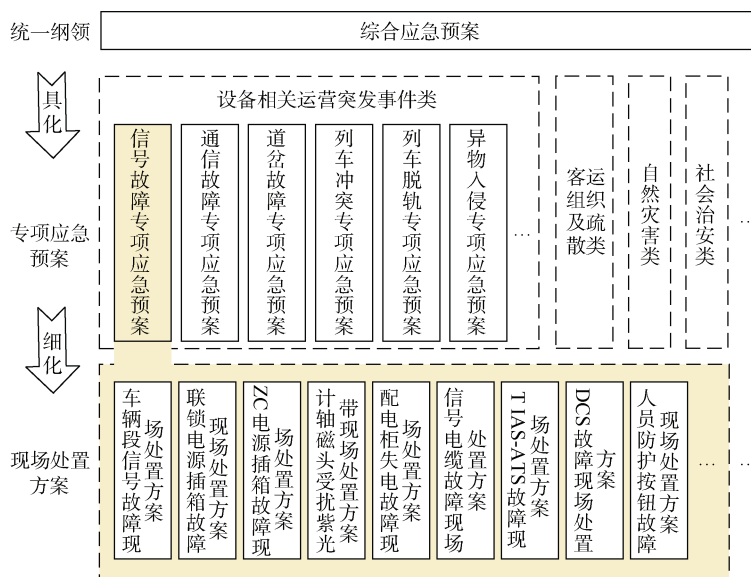 统一纲领
综合应急预案
具化
设备相关运营突发事件类
信号故障专项应急预案
通信故障专项应急预案
道岔故障专项应急预案
列车冲突专项应急预案
列车脱轨专项应急预案
异物入侵专项应急预案
…
客组及散
运织疏类
自然灾害类
社会治安类
…
专项应急
预案
细化
现场处置
方案
车辆段信号故障现
场处置方案
联锁电源插箱故障
现场处置方案
ZC电源插箱故障现
场处置方案
计轴磁头受扰紫光
带现场处置方案
配电柜失电故障现
场处置方案
信号电缆故障现场
处置方案
TIAS-ATS故障现
场处置方案
DCS故障现场处置
方案
人员防护按钮故障
现场处置方案
…
…